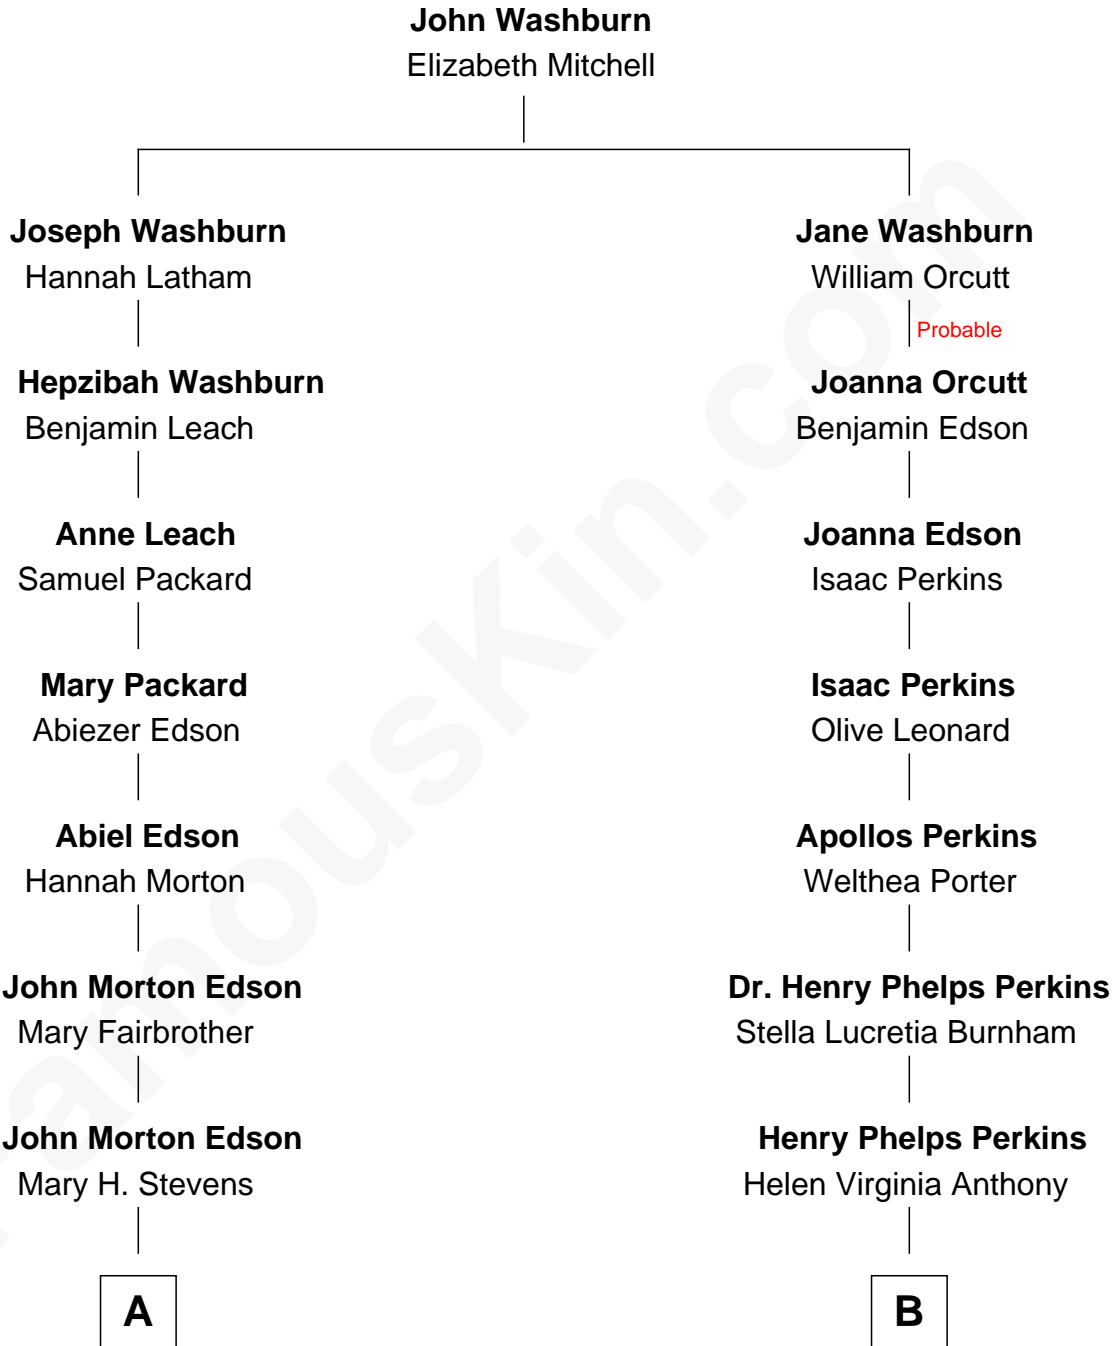 John Washburn
Elizabeth Mitchell
Joseph Washburn
Hannah Latham
Jane Washburn
William Orcutt
Probable
Hepzibah Washburn
Benjamin Leach
Joanna Orcutt
Benjamin Edson
Anne Leach
Samuel Packard
Joanna Edson
Isaac Perkins
Mary Packard
Abiezer Edson
Isaac Perkins
Olive Leonard
Abiel Edson
Hannah Morton
Apollos Perkins
Welthea Porter
John Morton Edson
Mary Fairbrother
Dr. Henry Phelps Perkins
Stella Lucretia Burnham
John Morton Edson
Mary H. Stevens
Henry Phelps Perkins
Helen Virginia Anthony
A
B
FamousKin.com